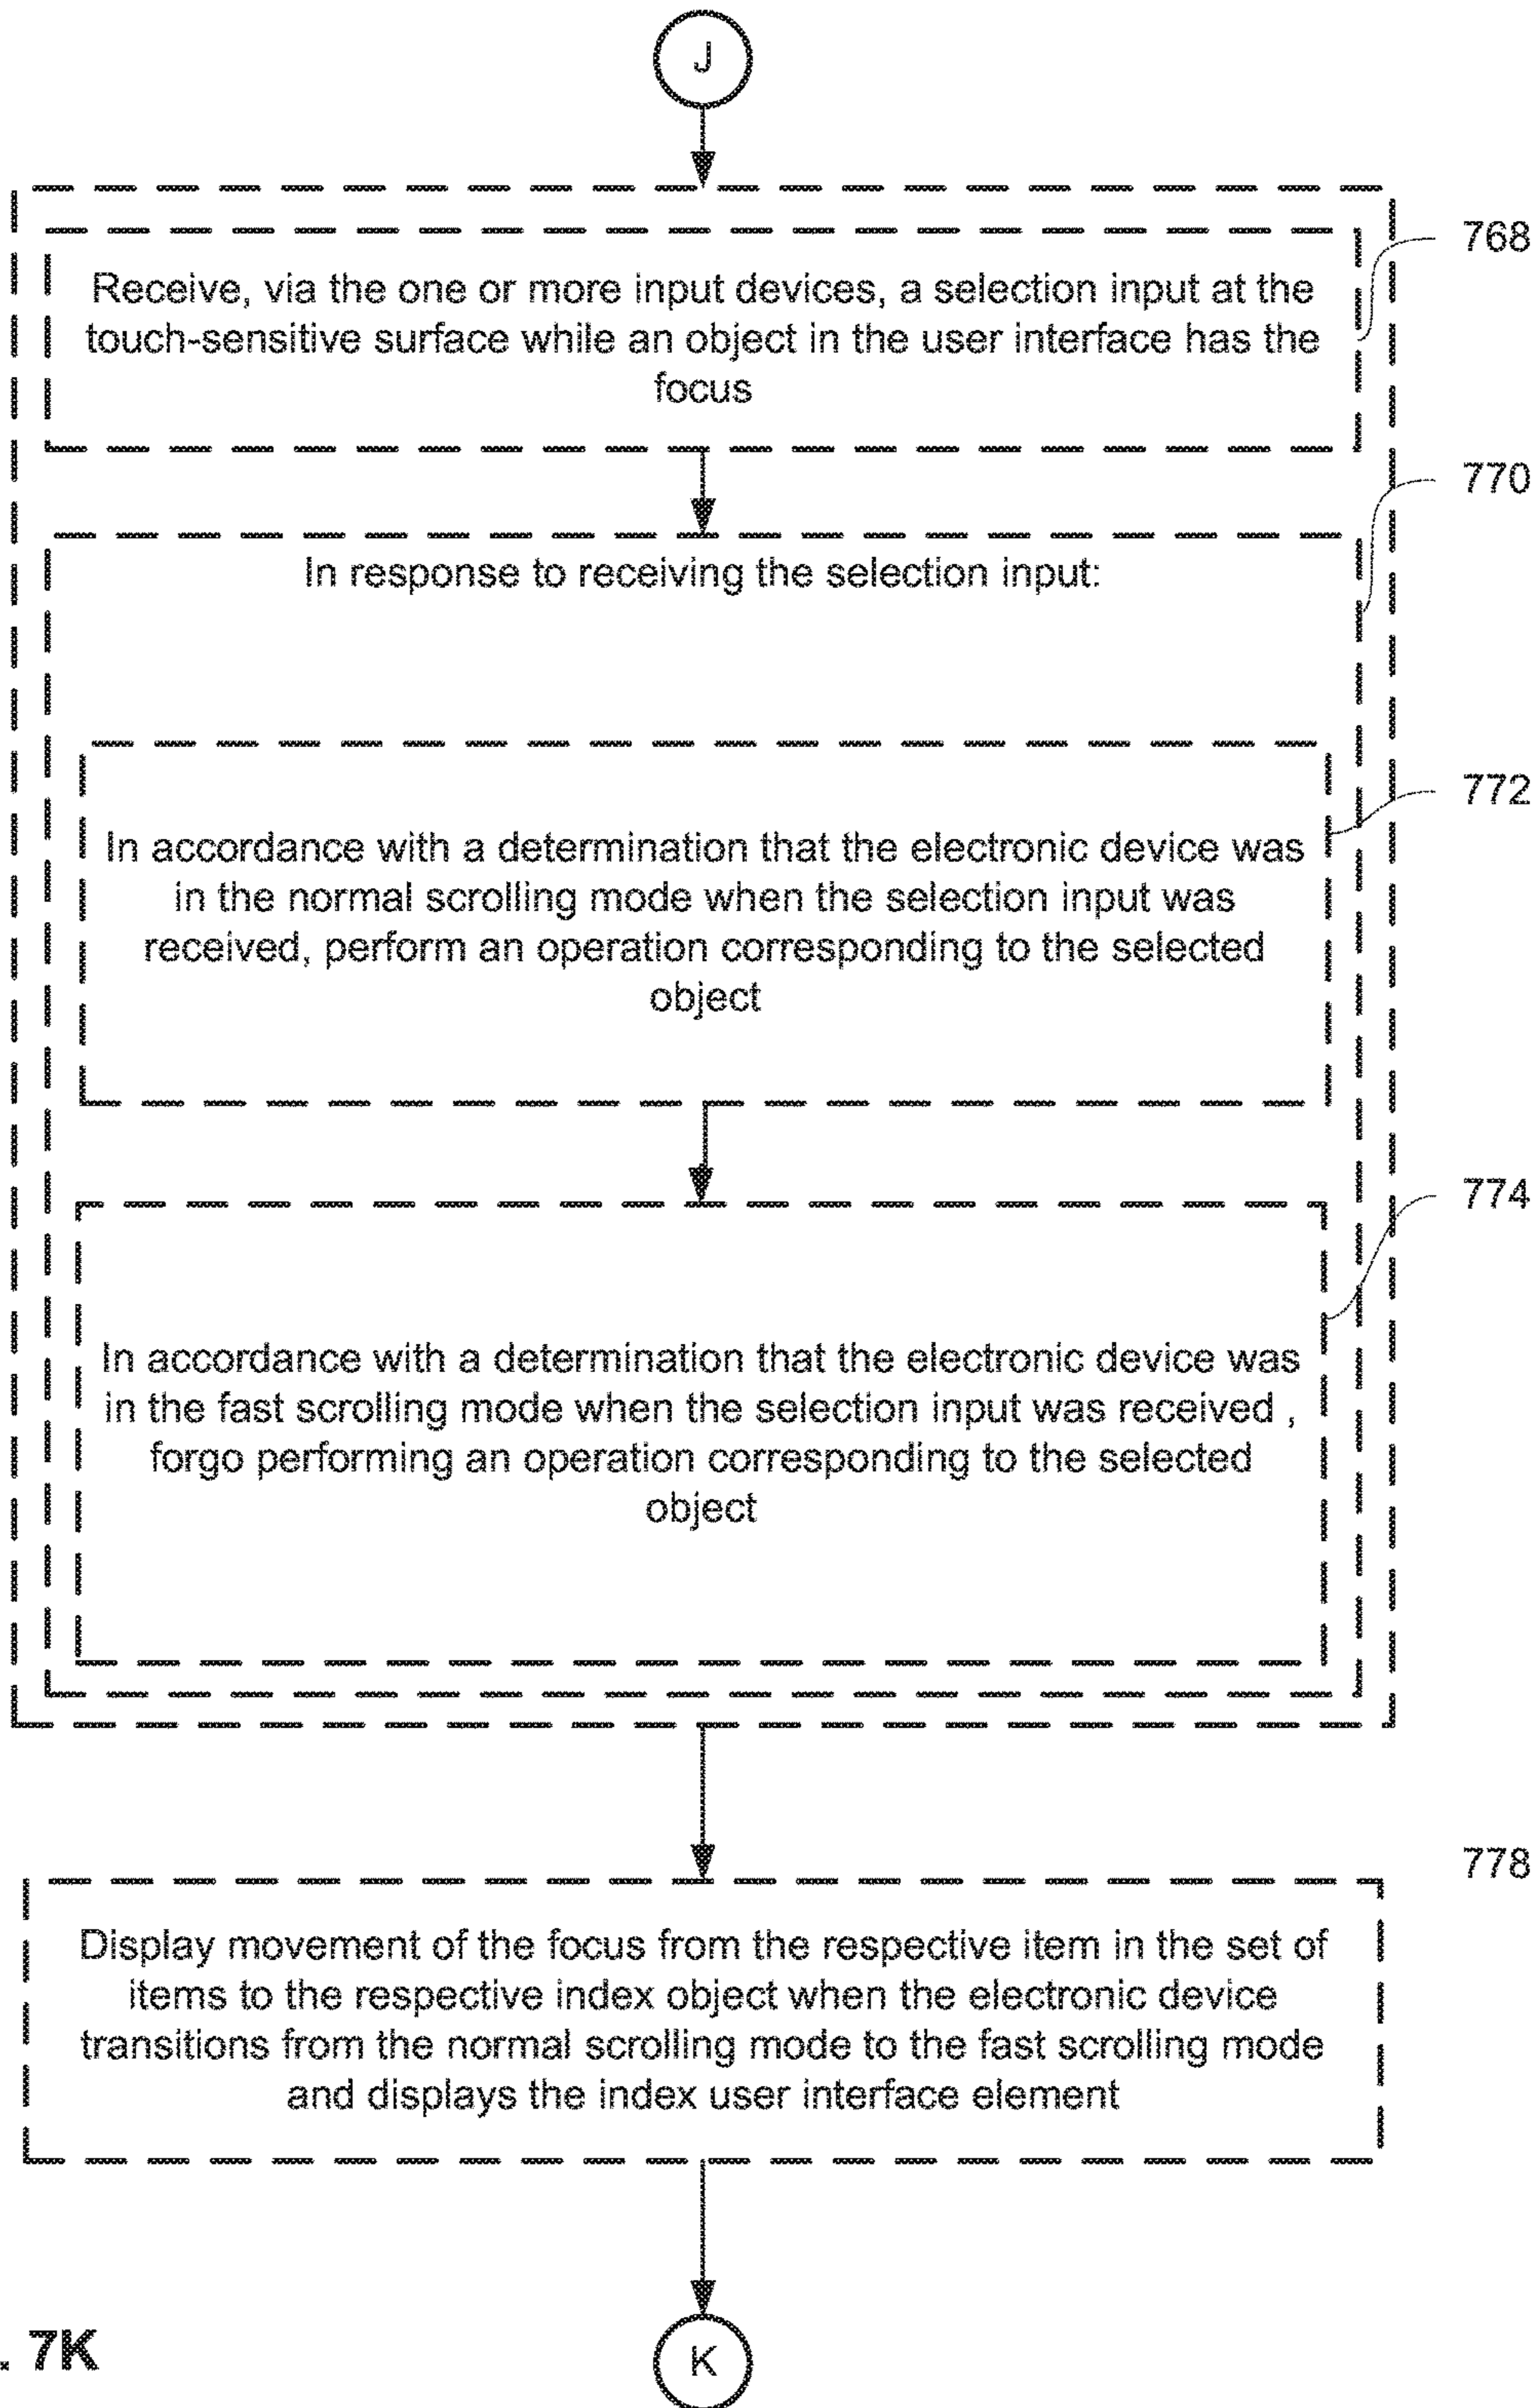 J
768
Receive, via the one or more input devices, a selection input at the
touch-sensitive surface while an object in the user interface has the
focus
770
In response to receiving the selection input:
772
In accordance with a determination that the electronic device was
in the normal scrolling mode when the selection input was
received, perform an operation corresponding to the selected
object
774
In accordance with a determination that the electronic device was
in the fast scrolling mode when the selection input was received ,
forgo performing an operation corresponding to the selected
object
778
Display movement of the focus from the respective item in the set of
items to the respective index object when the electronic device
transitions from the normal scrolling mode to the fast scrolling mode
and displays the index user interface element
. 7K
K